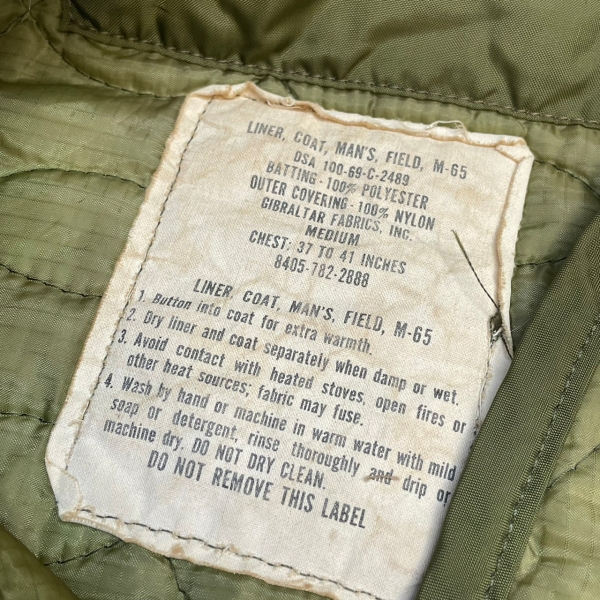 LINER, COAT, MAN'S, FIELD, M-65
DSA 100-69-C-2489
BATTING - 100% POLYESTER
OUTER COVERING - 100% NYLON
GIBRALTAR FABRICS, INC.
MEDIUM
CHEST: 37 TO 41 INCHES
8405-782-2888
LINER, COAT, MAN'S, FIELD, M-65
1. Button into coat for extra warmth.
2. Dry liner and coat separately when damp or wet.
3. Avoid contact with heated stoves, open fires or
other heat sources; fabric may fuse.
4. Wash by hand or machine in warm water with mild
soap or detergent, rinse thoroughly and drip or
machine dry. DO NOT DRY CLEAN.
DO NOT REMOVE THIS LABEL